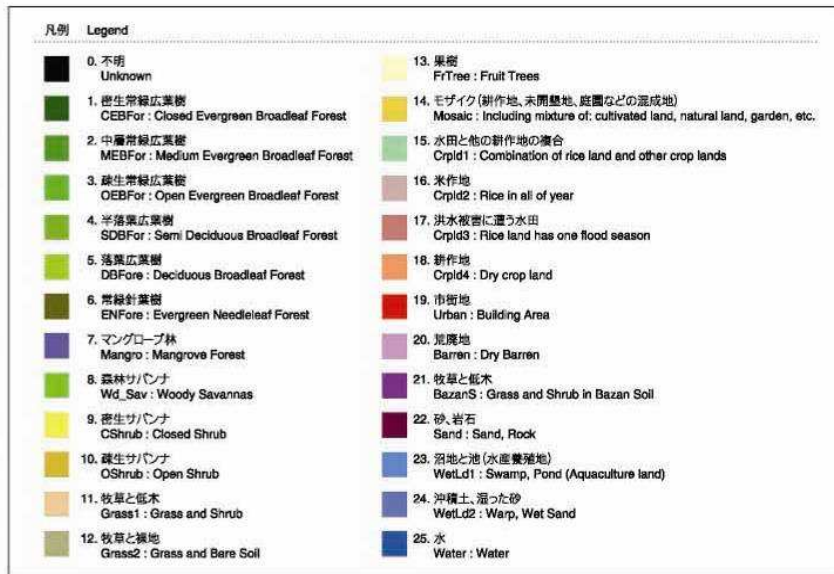 凡例 Legend
0. 不明
Unknown
1. 密生常緑広葉樹
CEBFor : Closed Evergreen Broadleaf Forest
2. 中層常緑広葉樹
MEBFor : Medium Evergreen Broadleaf Forest
3. 疎生常緑広葉樹
OEBFor : Open Evergreen Broadleaf Forest
4. 半落葉広葉樹
SDBFor : Semi Deciduous Broadleaf Forest
5. 落葉広葉樹
DBFore : Deciduous Broadleaf Forest
6. 常緑針葉樹
ENFore : Evergreen Needleleaf Forest
7. マングローブ林
Mangro : Mangrove Forest
8. 森林サバンナ
Wd_Sav : Woody Savannas
9. 密生サバンナ
CShrub : Closed Shrub
10. 疎生サバンナ
OShrub : Open Shrub
11. 牧草と低木
Grass1 : Grass and Shrub
12. 牧草と裸地
Grass2 : Grass and Bare Soil
13. 果樹
FrTree : Fruit Trees
14. モザイク(耕作地、未開墾地、庭園などの混成地)
Mosaic : Including mixture of: cultivated land, natural land, garden, etc.
15. 水田と他の耕作地の複合
Crpld1 : Combination of rice land and other crop lands
16. 米作地
Crpld2 : Rice in all of year
17. 洪水被害に遭う水田
Crpld3 : Rice land has one flood season
18. 耕作地
Crpld4 : Dry crop land
19. 市街地
Urban : Building Area
20. 荒廃地
Barren : Dry Barren
21. 牧草と低木
BazanS : Grass and Shrub in Bazan Soil
22. 砂、岩石
Sand : Sand, Rock
23. 沼地と池(水産養殖地)
WetLd1 : Swamp, Pond (Aquaculture land)
24. 沖積土、湿った砂
WetLd2 : Warp, Wet Sand
25. 水
Water : Water